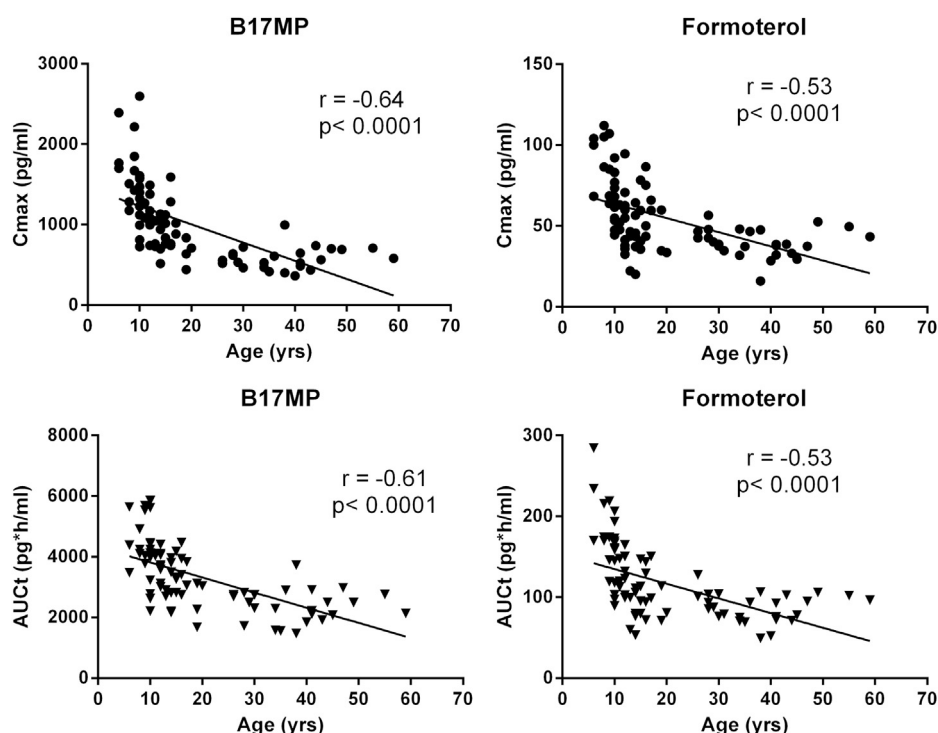 B17MP
3000
2000
1000
0
Cmax (pg/ml)
r = -0.64
p< 0.0001
0 10 20 30 40 50 60 70
Age (yrs)
Formoterol
150
100
50
0
Cmax (pg/ml)
r = -0.53
p< 0.0001
0 10 20 30 40 50 60 70
Age (yrs)
B17MP
8000
6000
4000
2000
0
AUCt (pg*h/ml)
r = -0.61
p< 0.0001
0 10 20 30 40 50 60 70
Age (yrs)
Formoterol
300
200
100
0
AUCt (pg*h/ml)
r = -0.53
p< 0.0001
0 10 20 30 40 50 60 70
Age (yrs)